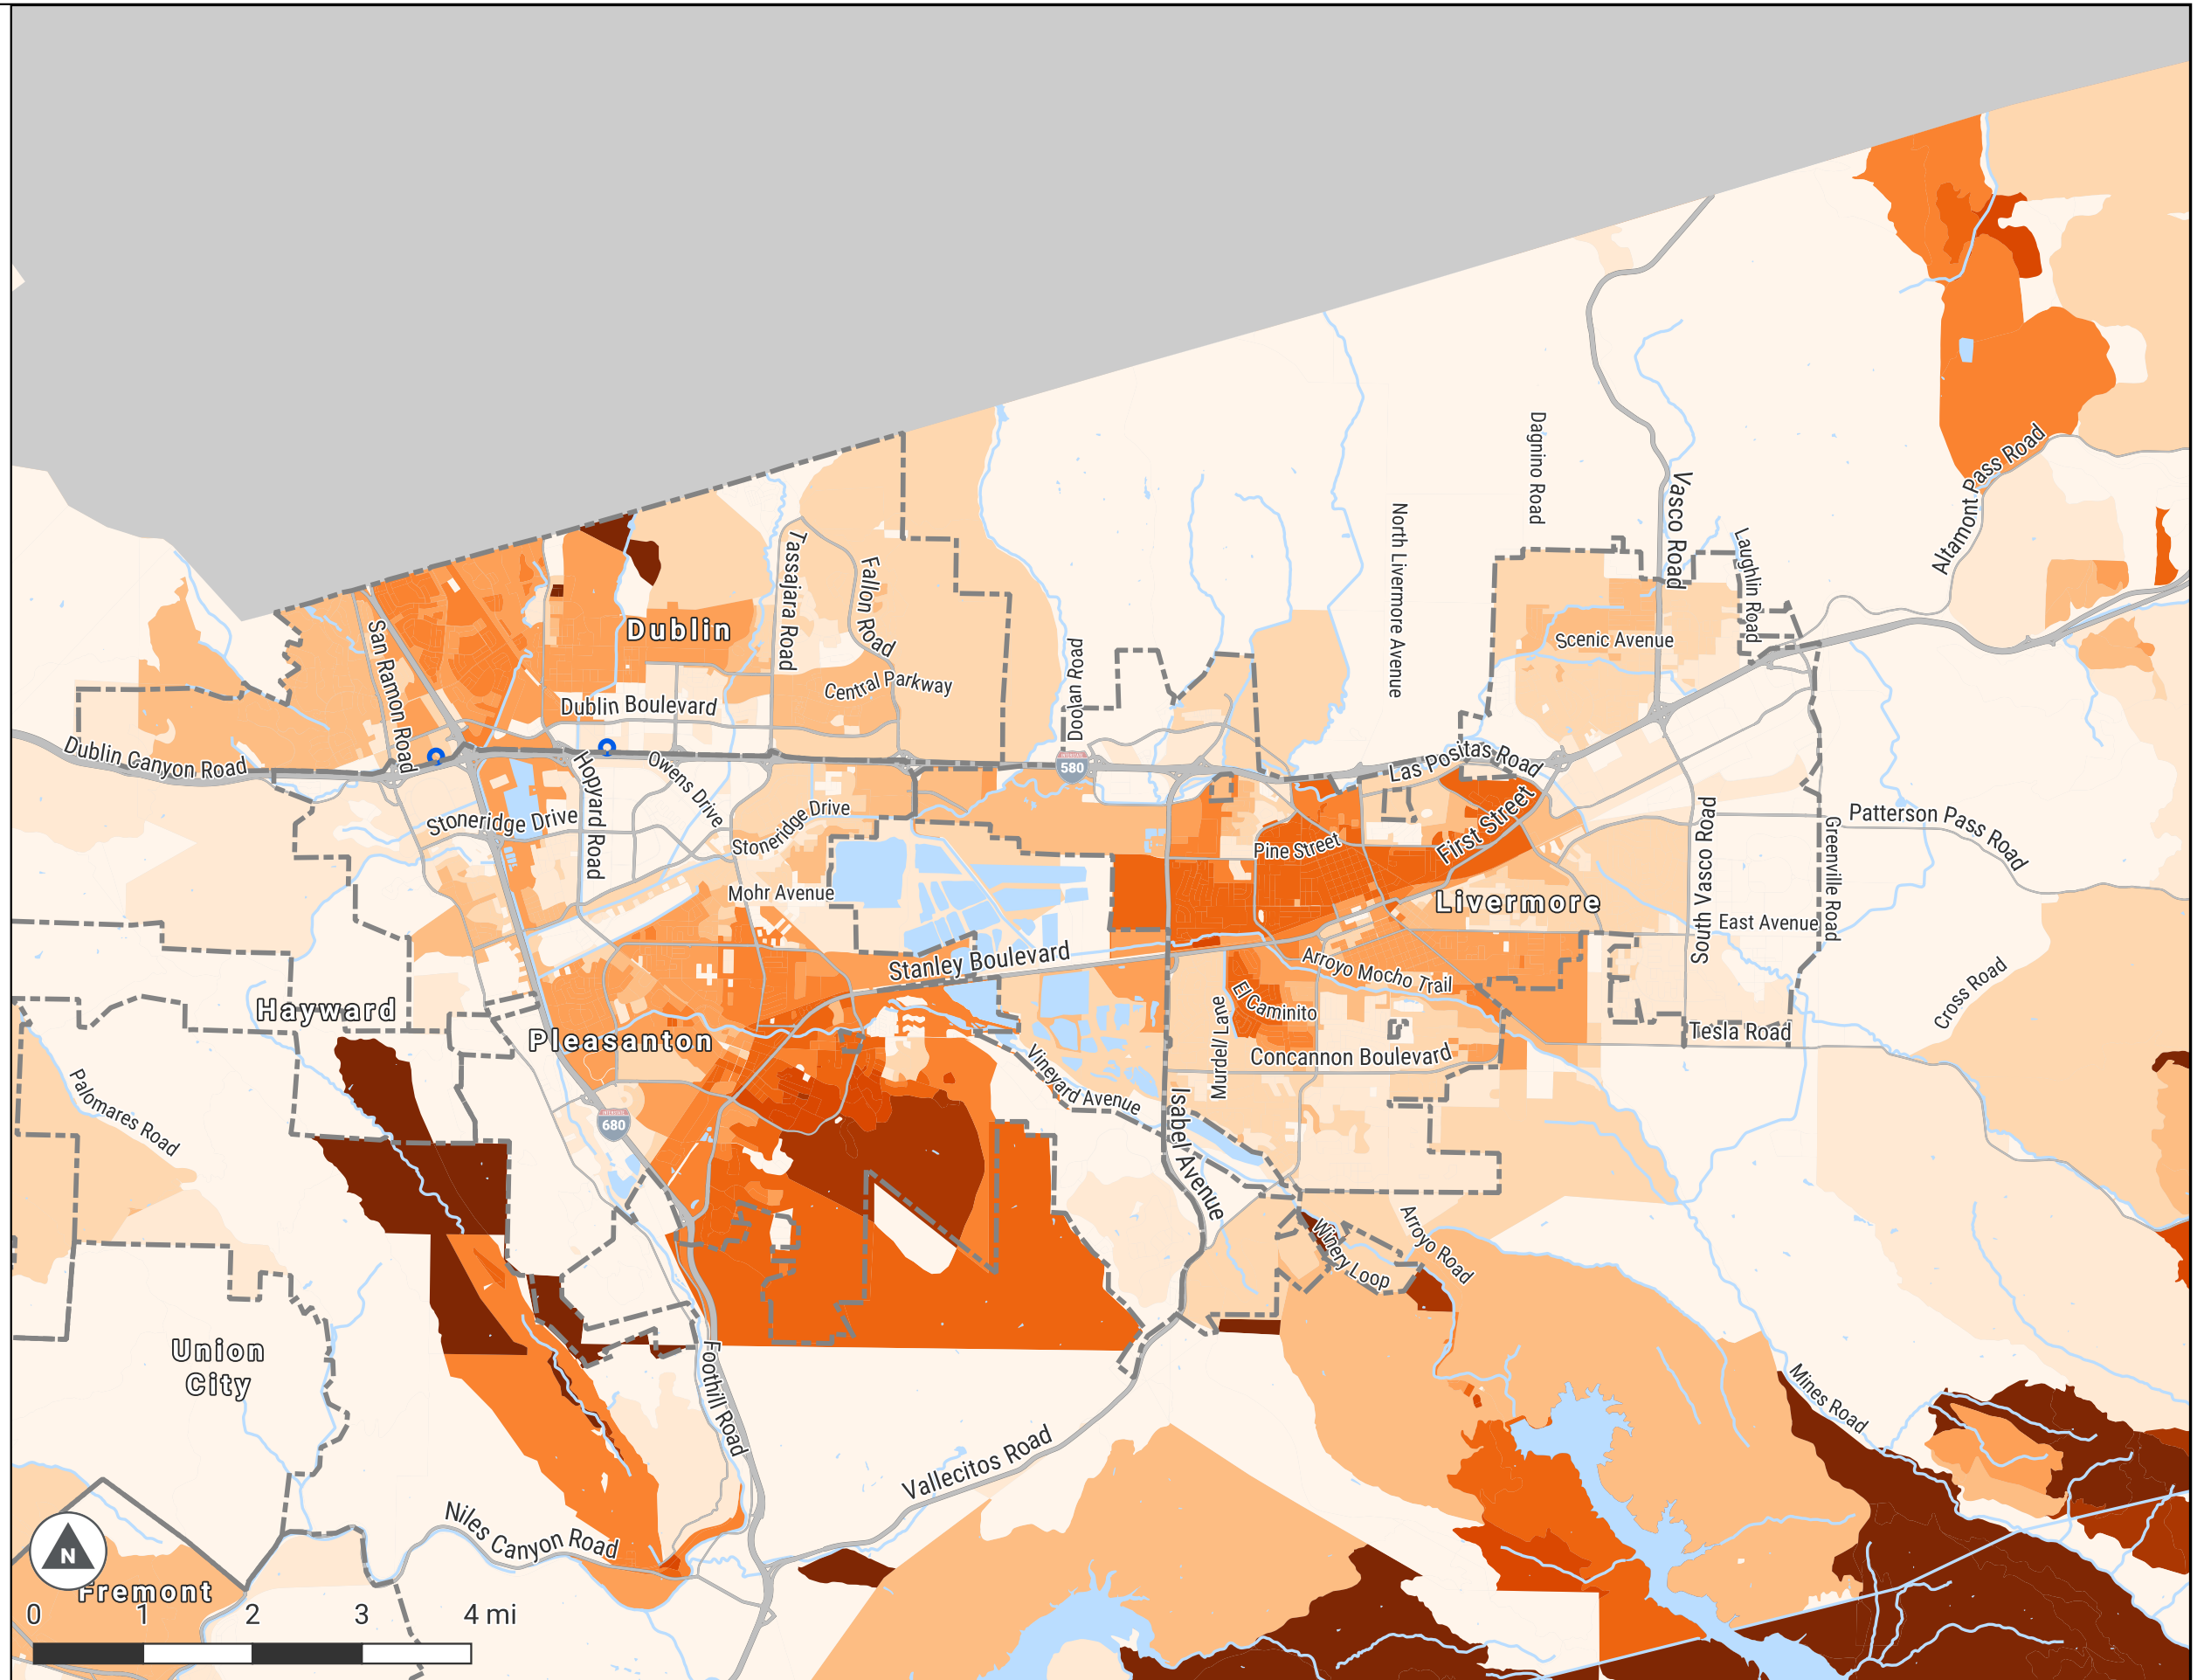 Dagnino Road
Altamont Pass Road
Vasco Road
North Livermore Avenue
Laughlin Road
Tassajara Road
Fallon Road
Dublin
San Ramon Road
Scenic Avenue
Doolan Road
Central Parkway
Dublin Boulevard
Dublin Canyon Road
Hopyard Road
Owens Drive
580
Las Positas Road
Stoneridge Drive
Stoneridge Drive
First Street
Pine Street
South Vasco Road
Greenville Road
Patterson Pass Road
Mohr Avenue
Livermore
East Avenue
Stanley Boulevard
Arroyo Mocho Trail
Cross Road
Hayward
El Caminito
Pleasanton
Murdell Lane
Concannon Boulevard
Tesla Road
Vineyard Avenue
Palomares Road
680
Isabel Avenue
Winery Loop
Arroyo Road
Union
City
Foothill Road
Mines Road
Vallecitos Road
Niles Canyon Road
N
Fremont
0 1 2 3 4 mi